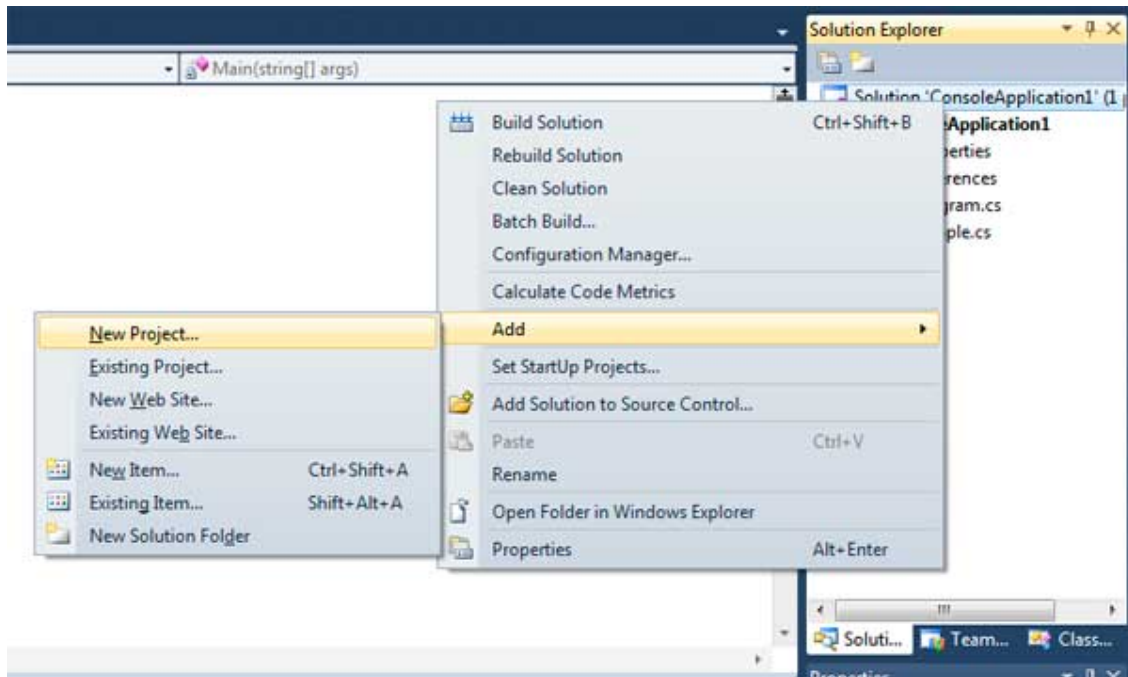 Solution Explorer
Main(string[] args)
Solution 'ConsoleApplication1' (1
Build Solution Ctrl+Shift+B
Application1
Rebuild Solution
perties
Clean Solution
rences
Batch Build...
gram.cs
Configuration Manager...
ple.cs
Calculate Code Metrics
Add
Set StartUp Projects...
Add Solution to Source Control...
Paste Ctrl+V
Rename
Open Folder in Windows Explorer
Properties Alt+Enter
New Project...
Existing Project...
New Web Site...
Existing Web Site...
New Item... Ctrl+Shift+A
Existing Item... Shift+Alt+A
New Solution Folder
Soluti... Team... Class...
Properties